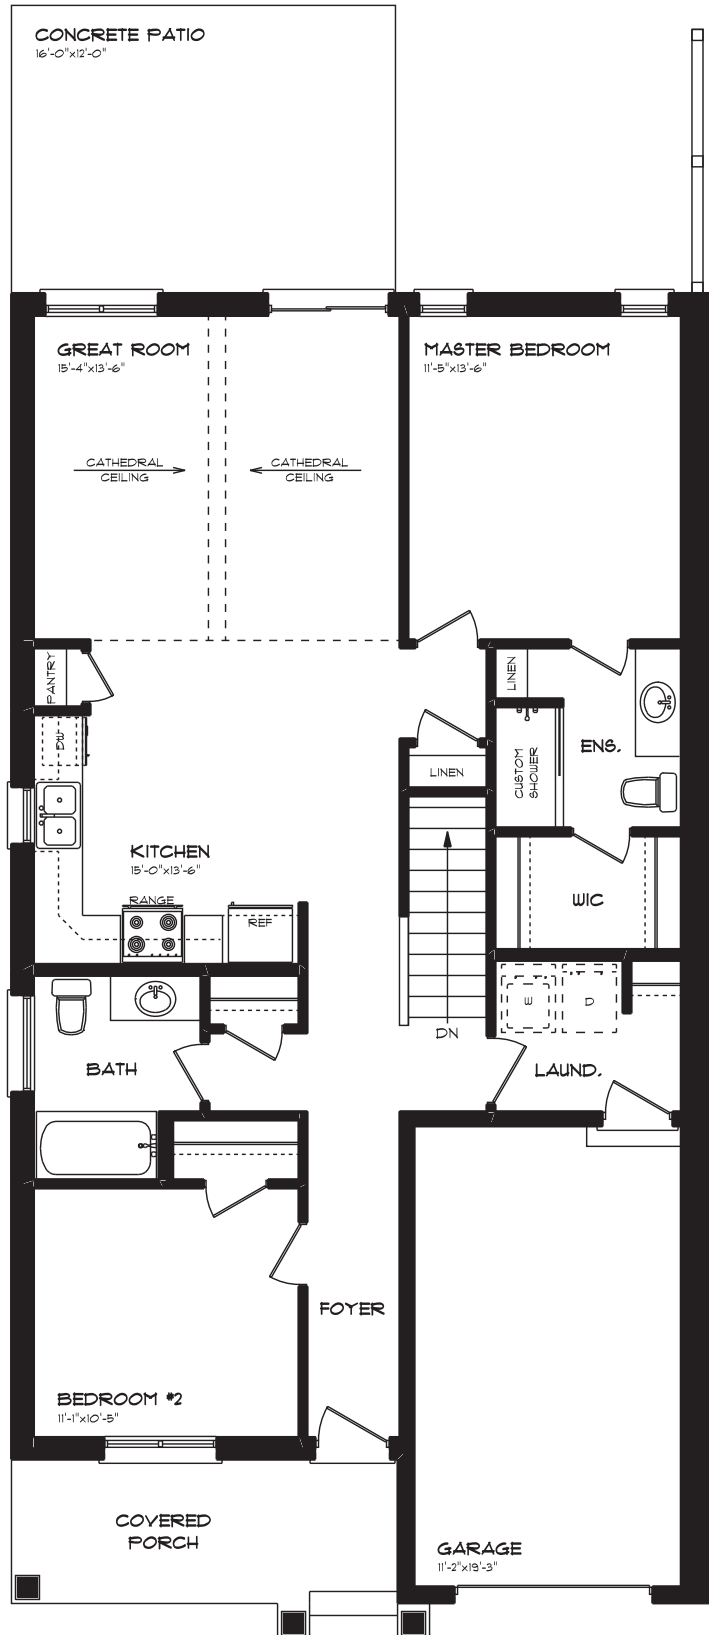 CONCRETE PATIO
16'-0"x12'-0"
GREAT ROOM
15'-4"x13'-6"
MASTER BEDROOM
11'-5"x13'-6"
CATHEDRAL
CEILING
CATHEDRAL
CEILING
PANTRY
LINEN
DW
ENS.
CUSTOM
SHOWER
LINEN
KITCHEN
15'-0"x13'-6"
RANGE
REF
WIC
W
D
DN
BATH
LAUND.
FOYER
BEDROOM #2
11'-1"x10'-5"
COVERED
PORCH
GARAGE
11'-2"x19'-3"